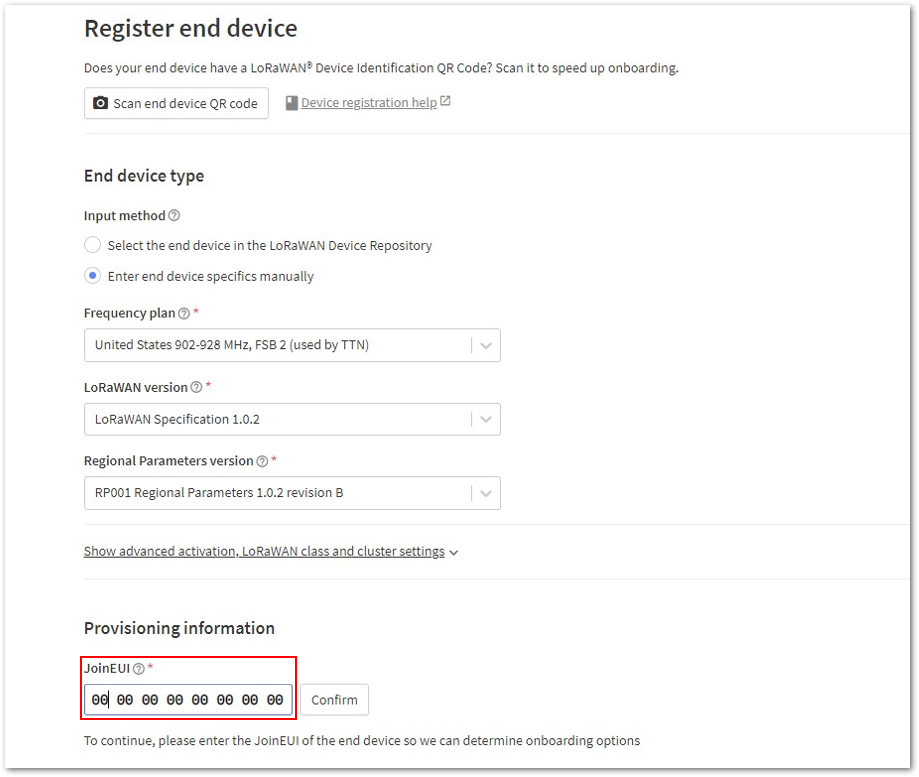 Register end device
Does your end device have a LoRaWAN® Device Identification QR Code? Scan it to speed up onboarding.
Scan end device QR code Device registration help
End device type
Input method
Select the end device in the LoRaWAN Device Repository
Enter end device specifics manually
Frequency plan *
United States 902-928 MHz, FSB 2 (used by TTN)
LoRaWAN version *
LoRaWAN Specification 1.0.2
Regional Parameters version *
RP001 Regional Parameters 1.0.2 revision B
Show advanced activation, LoRaWAN class and cluster settings
Provisioning information
JoinEUI *
00 00 00 00 00 00 00 00 Confirm
To continue, please enter the JoinEUI of the end device so we can determine onboarding options